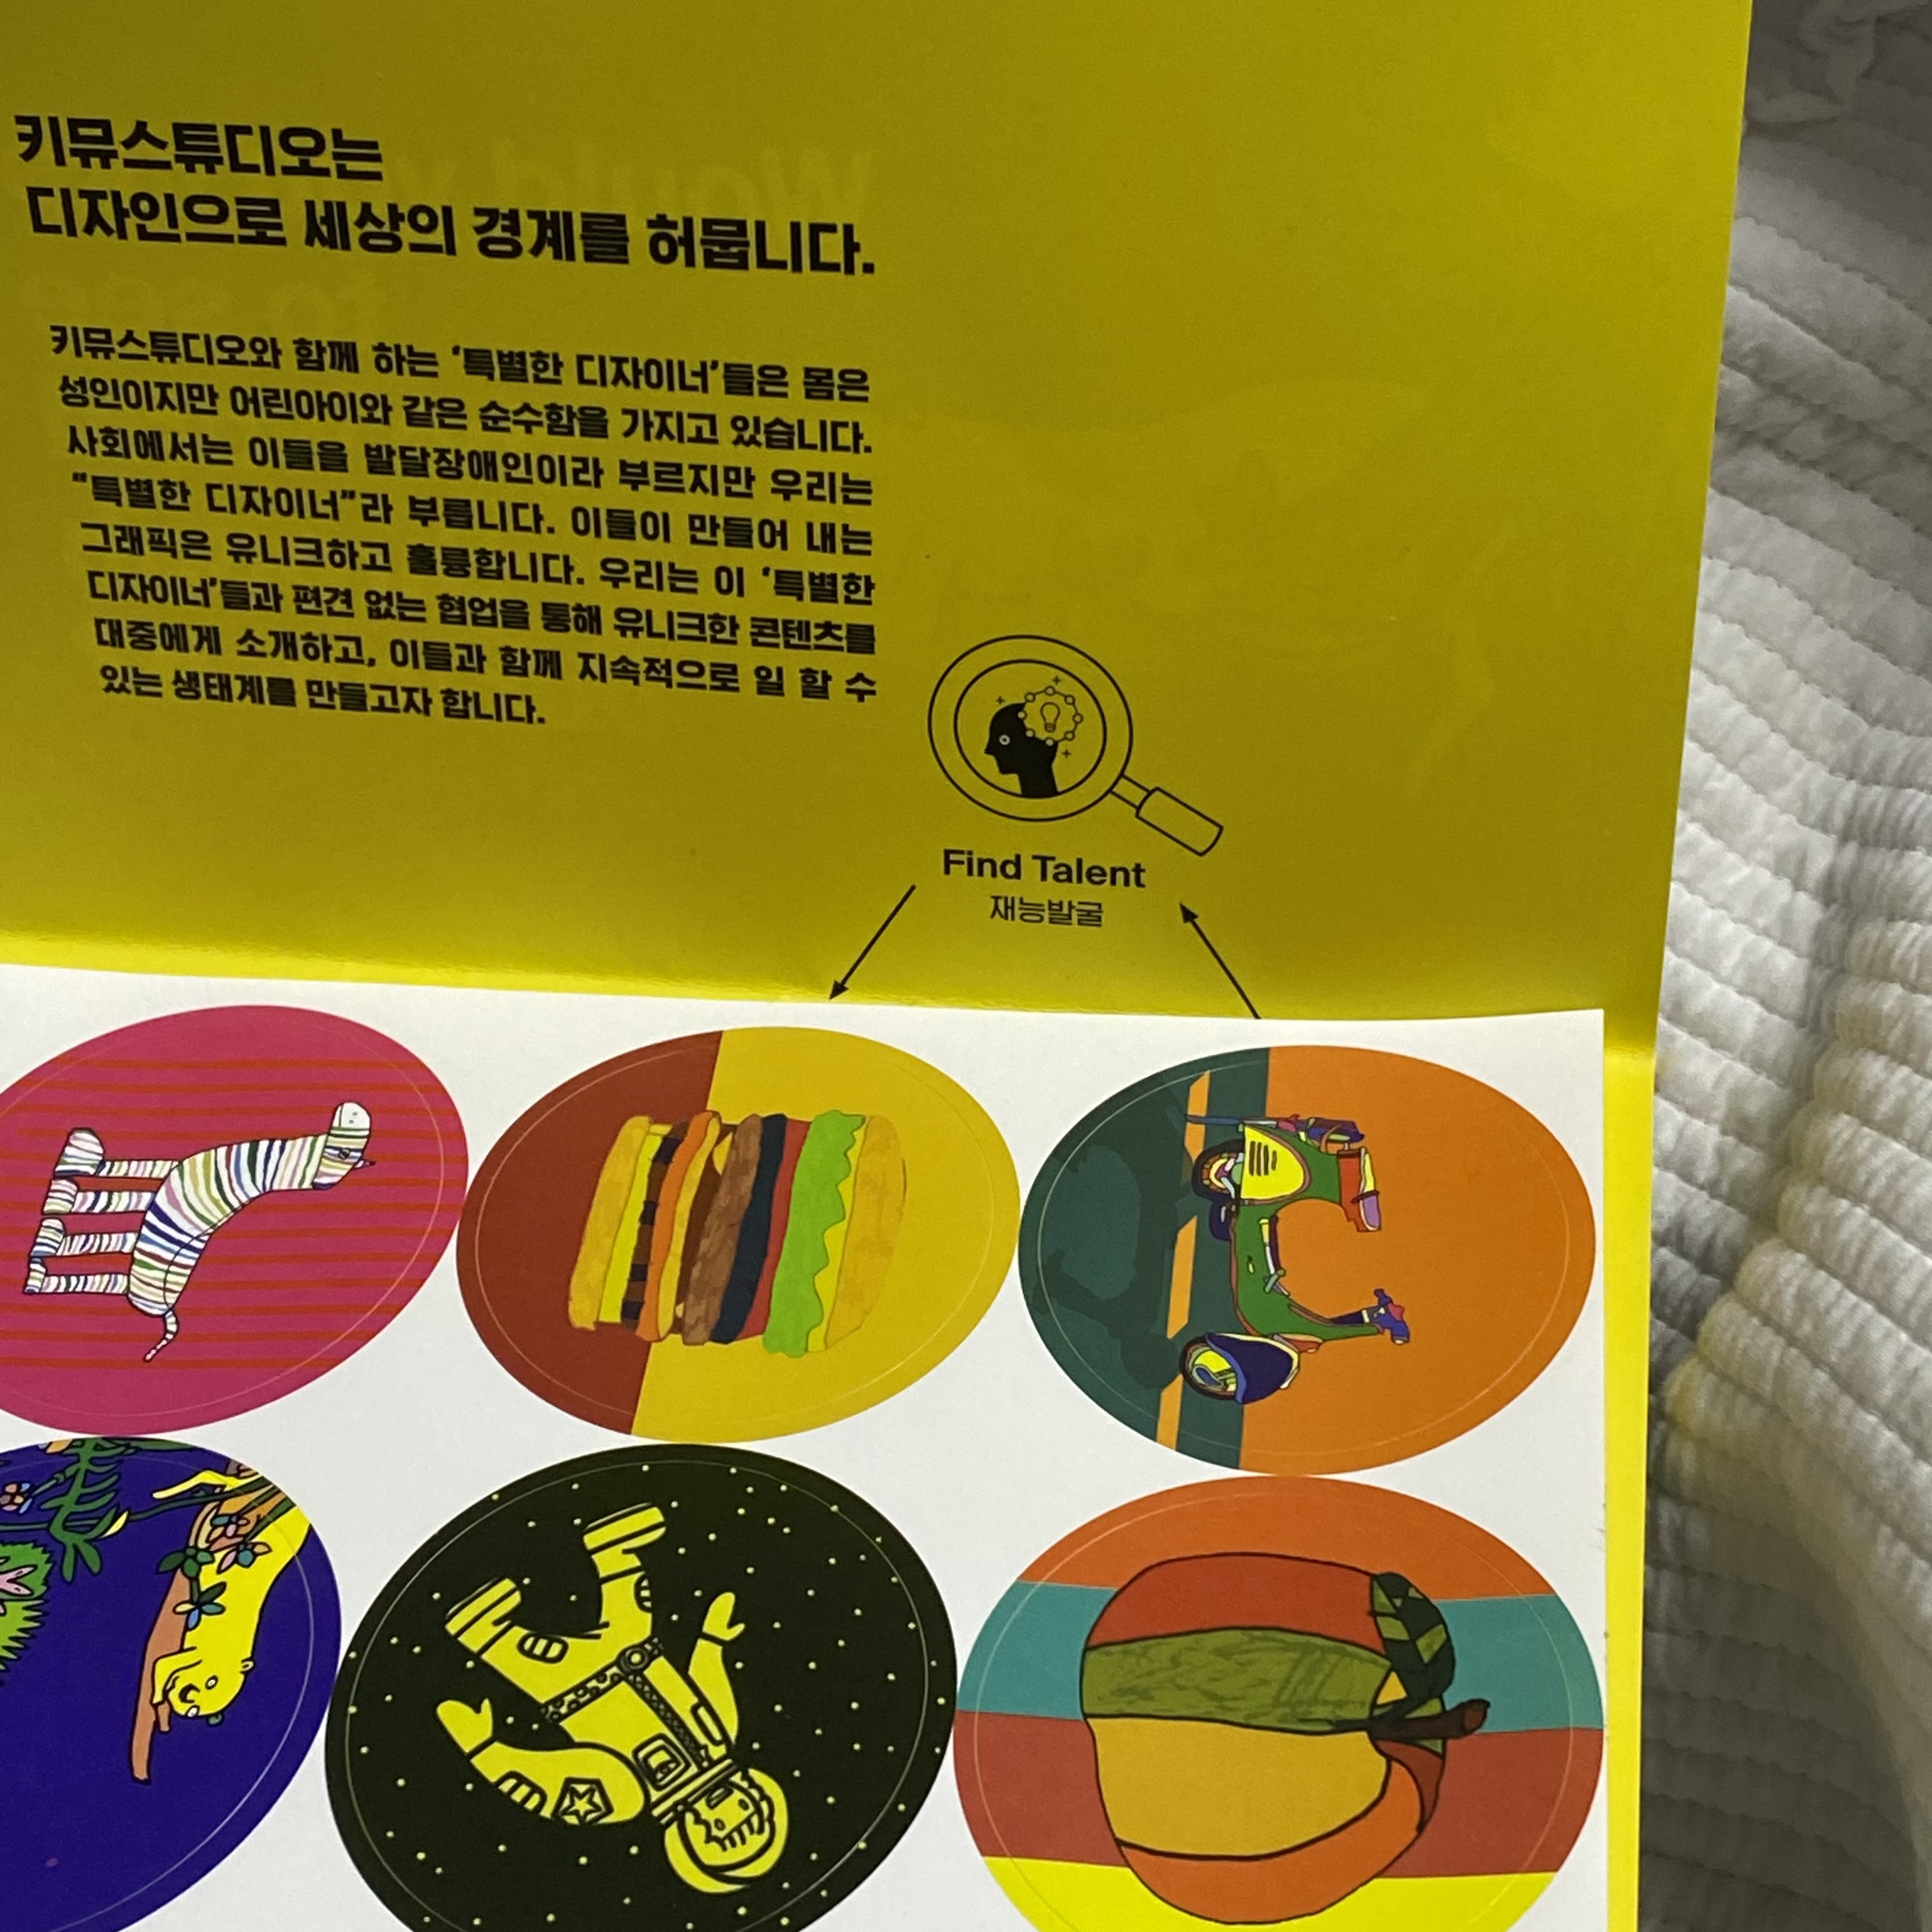 키뮤스튜디오는
디자인으로 세상의 경계를 허뭅니다.
키뮤스튜디오와 함께 하는 ‘특별한 디자이너’들은 몸은
성인이지만 어린아이와 같은 순수함을 가지고 있습니다.
사회에서는 이들을 발달장애인이라 부르지만 우리는
“특별한 디자이너”라 부릅니다. 이들이 만들어 내는
그래픽은 유니크하고 훌륭합니다. 우리는 이 ‘특별한
디자이너’들과 편견 없는 협업을 통해 유니크한 콘텐츠를
대중에게 소개하고, 이들과 함께 지속적으로 일 할 수
있는 생태계를 만들고자 합니다.
Find Talent
재능발굴